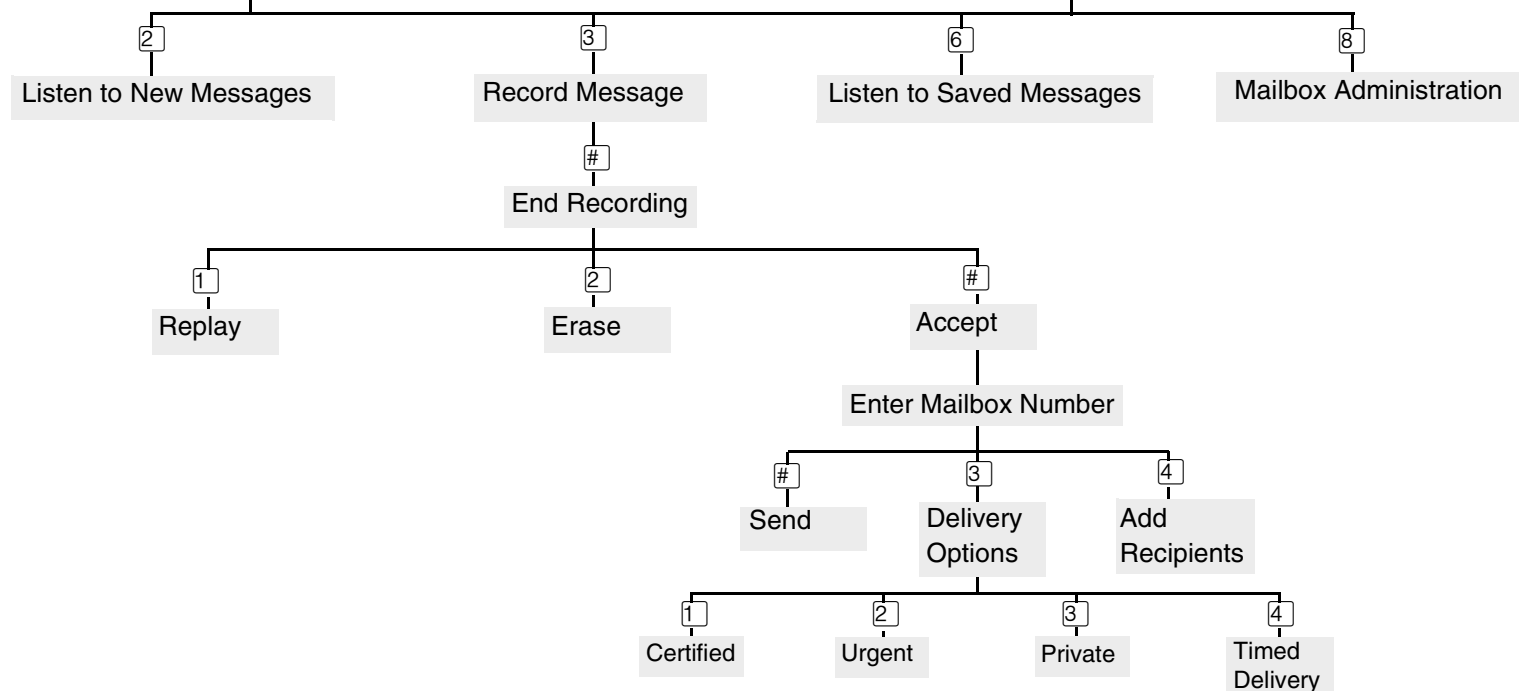 2
3
6
8
Listen to New Messages
Record Message
Listen to Saved Messages
Mailbox Administration
#
End Recording
1
2
#
Replay
Erase
Accept
Enter Mailbox Number
#
3
4
Send
Delivery
Options
Add
Recipients
1
2
3
4
Certified
Urgent
Private
Timed
Delivery